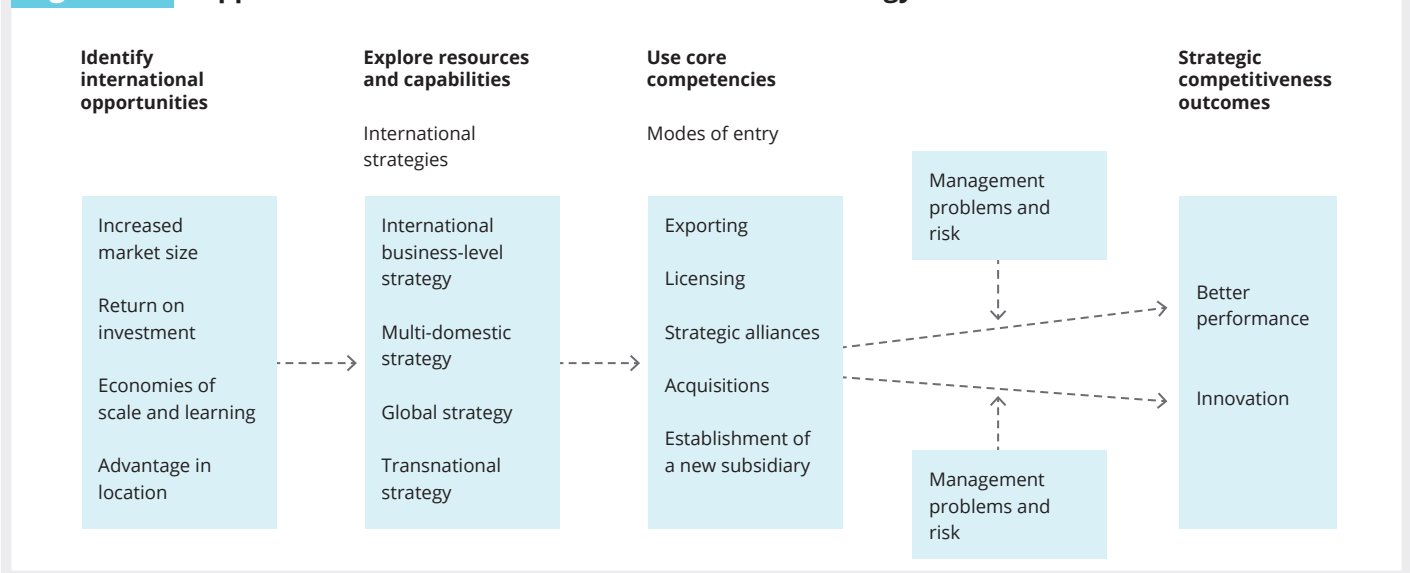 Identify
international
opportunities
Increased
market size
Return on
investment
Economies of
scale and learning
Advantage in
location
Explore resources
and capabilities
International
strategies
International
business-level
strategy
Multi-domestic
strategy
Global strategy
Transnational
strategy
Use core
competencies
Modes of entry
Exporting
Licensing
Strategic alliances
Acquisitions
Establishment of
a new subsidiary
Management
problems and
risk
Management
problems and
risk
Strategic
competitiveness
outcomes
Better
performance
Innovation